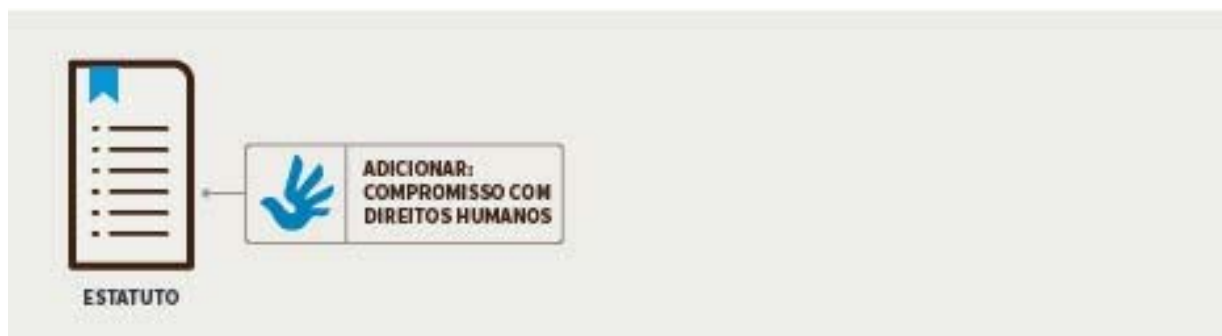 ADICIONAR:
COMPROMISSO COM
DIREITOS HUMANOS
ESTATUTO